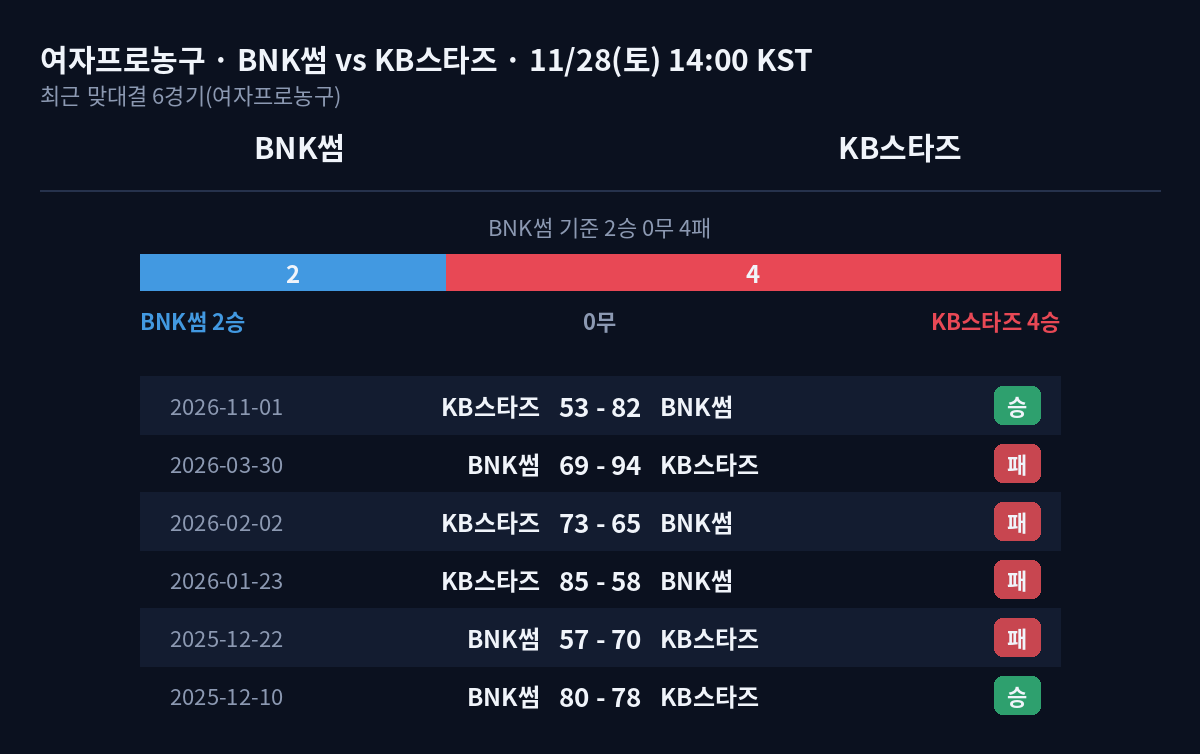 여자프로농구 · BNK썸 vs KB스타즈 · 11/28(토) 14:00 KST
최근 맞대결 6경기(여자프로농구)
BNK썸 KB스타즈
BNK썸 기준 2승 0무 4패
2 4
BNK썸 2승 0무 KB스타즈 4승
2026-11-01 KB스타즈 53 - 82 BNK썸 승
2026-03-30 BNK썸 69 - 94 KB스타즈 패
2026-02-02 KB스타즈 73 - 65 BNK썸 패
2026-01-23 KB스타즈 85 - 58 BNK썸 패
2025-12-22 BNK썸 57 - 70 KB스타즈 패
2025-12-10 BNK썸 80 - 78 KB스타즈 승